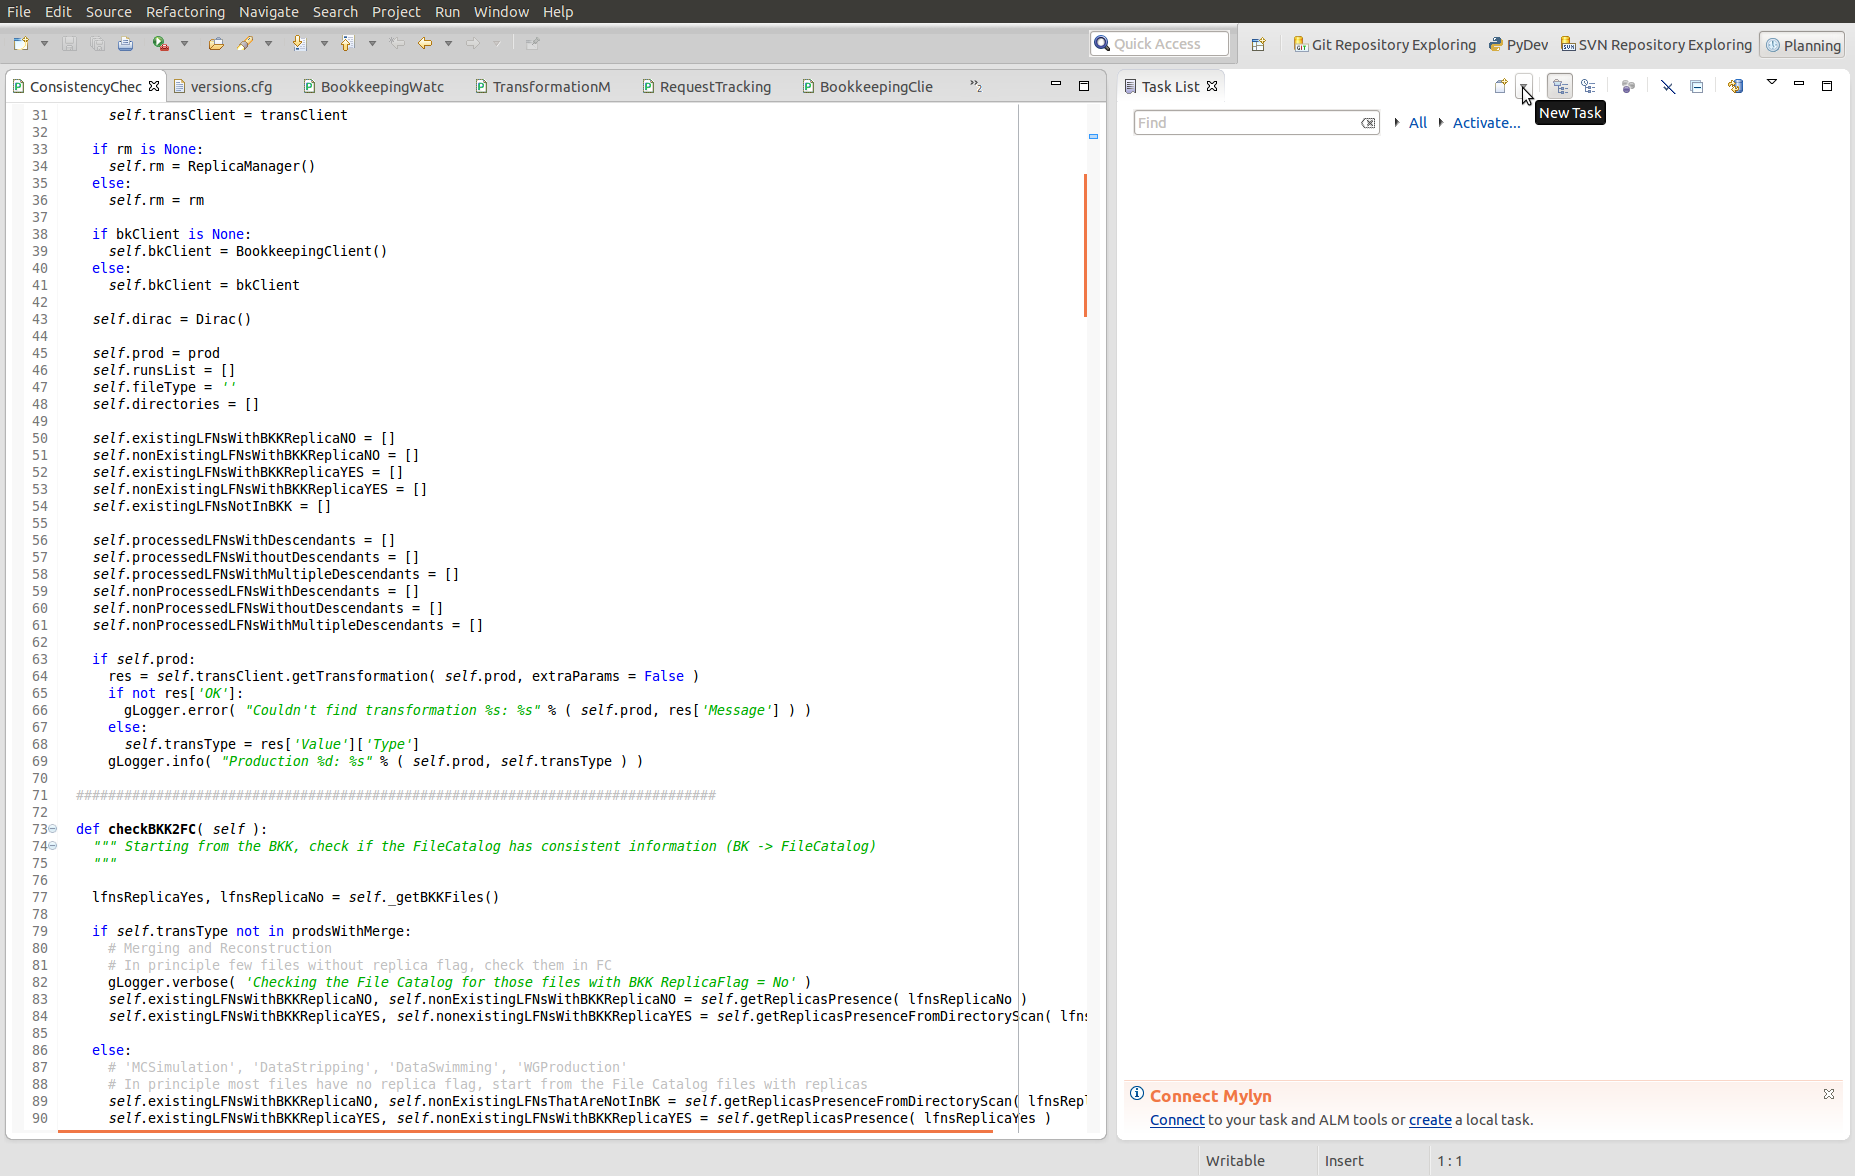 File Edit Source Refactoring Navigate Search Project Run Window Help
Quick Access Git Repository Exploring PyDev SVN Repository Exploring Planning
ConsistencyChec versions.cfg BookkeepingWatc TransformationM RequestTracking BookkeepingClie »2
Task List
New Task
Find All Activate...
31 self.transClient = transClient
32
33 if rm is None:
34 self.rm = ReplicaManager()
35 else:
36 self.rm = rm
37
38 if bkClient is None:
39 self.bkClient = BookkeepingClient()
40 else:
41 self.bkClient = bkClient
42
43 self.dirac = Dirac()
44
45 self.prod = prod
46 self.runsList = []
47 self.fileType = ''
48 self.directories = []
49
50 self.existingLFNsWithBKKReplicaNO = []
51 self.nonExistingLFNsWithBKKReplicaNO = []
52 self.existingLFNsWithBKKReplicaYES = []
53 self.nonExistingLFNsWithBKKReplicaYES = []
54 self.existingLFNsNotInBKK = []
55
56 self.processedLFNsWithDescendants = []
57 self.processedLFNsWithoutDescendants = []
58 self.processedLFNsWithMultipleDescendants = []
59 self.nonProcessedLFNsWithDescendants = []
60 self.nonProcessedLFNsWithoutDescendants = []
61 self.nonProcessedLFNsWithMultipleDescendants = []
62
63 if self.prod:
64 res = self.transClient.getTransformation( self.prod, extraParams = False )
65 if not res['OK']:
66 gLogger.error( "Couldn't find transformation %s: %s" % ( self.prod, res['Message'] ) )
67 else:
68 self.transType = res['Value']['Type']
69 gLogger.info( "Production %d: %s" % ( self.prod, self.transType ) )
70
71 ################################################################################
72
73 def checkBKK2FC( self ):
74 """ Starting from the BKK, check if the FileCatalog has consistent information (BK -> FileCatalog)
75 """
76
77 lfnsReplicaYes, lfnsReplicaNo = self._getBKKFiles()
78
79 if self.transType not in prodsWithMerge:
80 # Merging and Reconstruction
81 # In principle few files without replica flag, check them in FC
82 gLogger.verbose( 'Checking the File Catalog for those files with BKK ReplicaFlag = No' )
83 self.existingLFNsWithBKKReplicaNO, self.nonExistingLFNsWithBKKReplicaNO = self.getReplicasPresence( lfnsReplicaNo )
84 self.existingLFNsWithBKKReplicaYES, self.nonexistingLFNsWithBKKReplicaYES = self.getReplicasPresenceFromDirectoryScan( lfns
85
86 else:
87 # 'MCSimulation', 'DataStripping', 'DataSwimming', 'WGProduction'
88 # In principle most files have no replica flag, start from the File Catalog files with replicas
89 self.existingLFNsWithBKKReplicaNO, self.nonExistingLFNsThatAreNotInBK = self.getReplicasPresenceFromDirectoryScan( lfnsRepl
90 self.existingLFNsWithBKKReplicaYES, self.nonExistingLFNsWithBKKReplicaYES = self.getReplicasPresence( lfnsReplicaYes )
Connect Mylyn
Connect to your task and ALM tools or create a local task.
Writable Insert 1 : 1